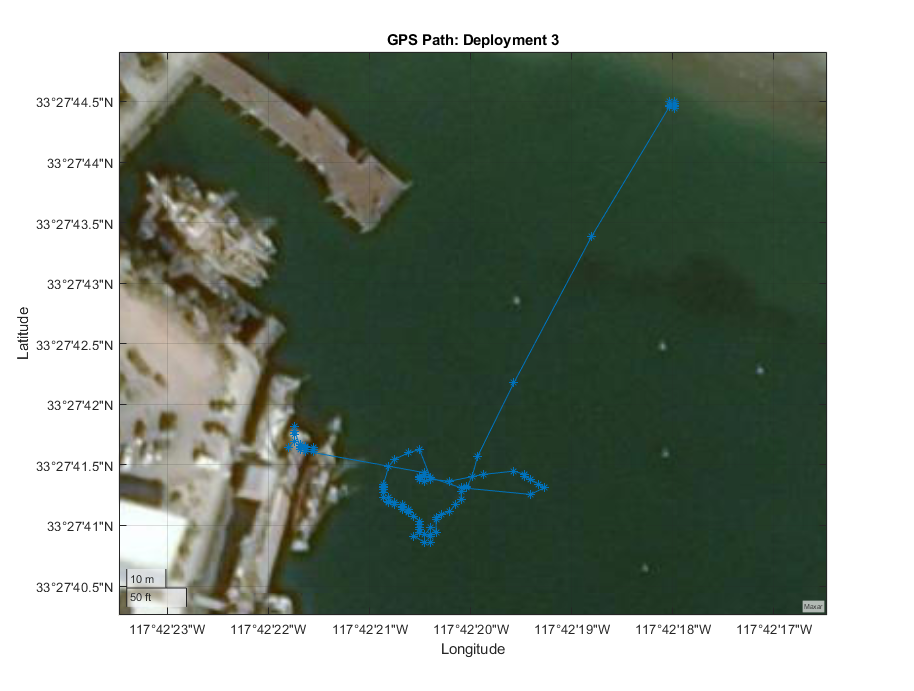 GPS Path: Deployment 3
33°27'44.5"N
33°27'44"N
33°27'43.5"N
33°27'43"N
33°27'42.5"N
33°27'42"N
33°27'41.5"N
33°27'41"N
33°27'40.5"N
Latitude
10 m
50 ft
Maxar
117°42'23"W 117°42'22"W 117°42'21"W 117°42'20"W 117°42'19"W 117°42'18"W 117°42'17"W
Longitude